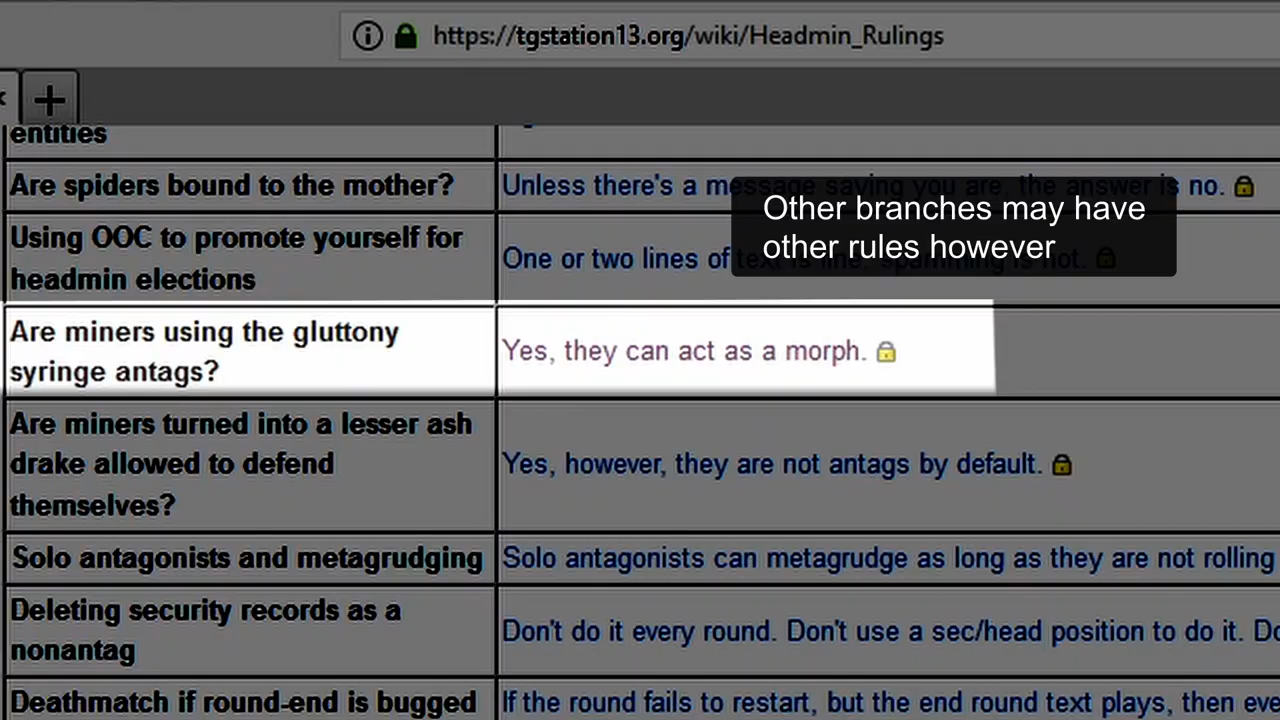 https://tgstation13.org/wiki/Headmin_Rulings
entities
Are spiders bound to the mother?
Unless there's a message saying you are, the answer is no.
Other branches may have
other rules however
Using OOC to promote yourself for
headmin elections
One or two lines of text is fine. spamming is not.
Are miners using the gluttony
syringe antags?
Yes, they can act as a morph.
Are miners turned into a lesser ash
drake allowed to defend
themselves?
Yes, however, they are not antags by default.
Solo antagonists and metagrudging
Solo antagonists can metagrudge as long as they are not rolling
Deleting security records as a
nonantag
Don't do it every round. Don't use a sec/head position to do it.
Deathmatch if round-end is bugged
If the round fails to restart, but the end round text plays, then